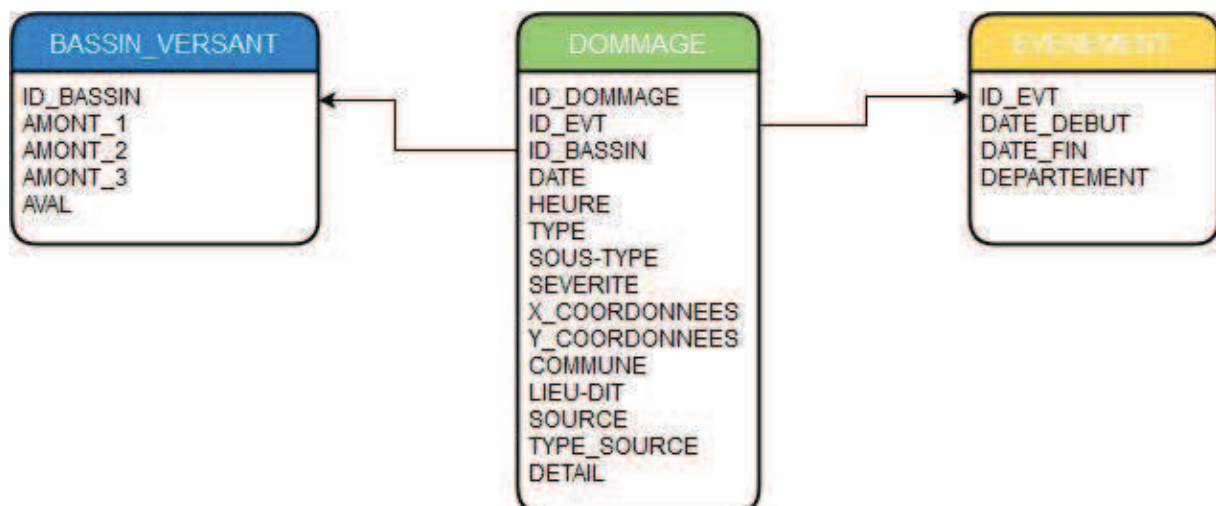 BASSIN_VERSANT
ID_BASSIN
AMONT_1
AMONT_2
AMONT_3
AVAL
DOMMAGE
ID_DOMMAGE
ID_EVT
ID_BASSIN
DATE
HEURE
TYPE
SOUS-TYPE
SEVERITE
X_COORDONNEES
Y_COORDONNEES
COMMUNE
LIEU-DIT
SOURCE
TYPE_SOURCE
DETAIL
EVENEMENT
ID_EVT
DATE_DEBUT
DATE_FIN
DEPARTEMENT